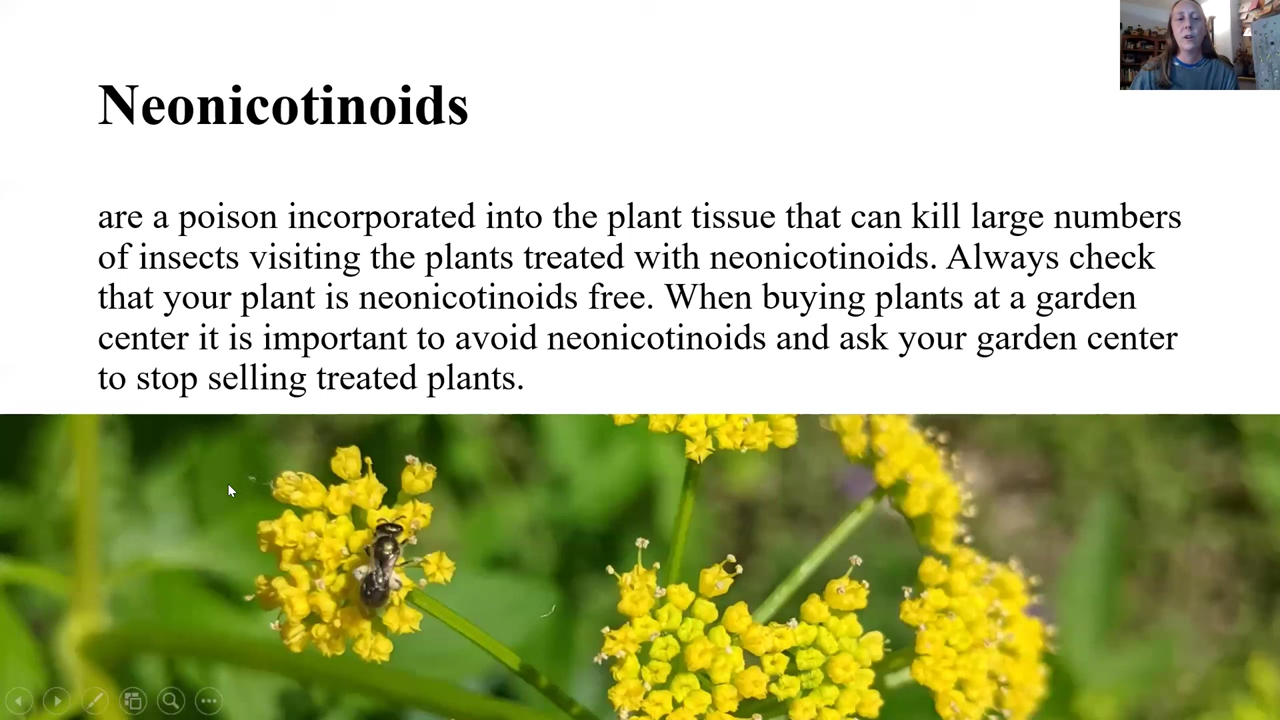 Neonicotinoids
are a poison incorporated into the plant tissue that can kill large numbers
of insects visiting the plants treated with neonicotinoids. Always check
that your plant is neonicotinoids free. When buying plants at a garden
center it is important to avoid neonicotinoids and ask your garden center
to stop selling treated plants.